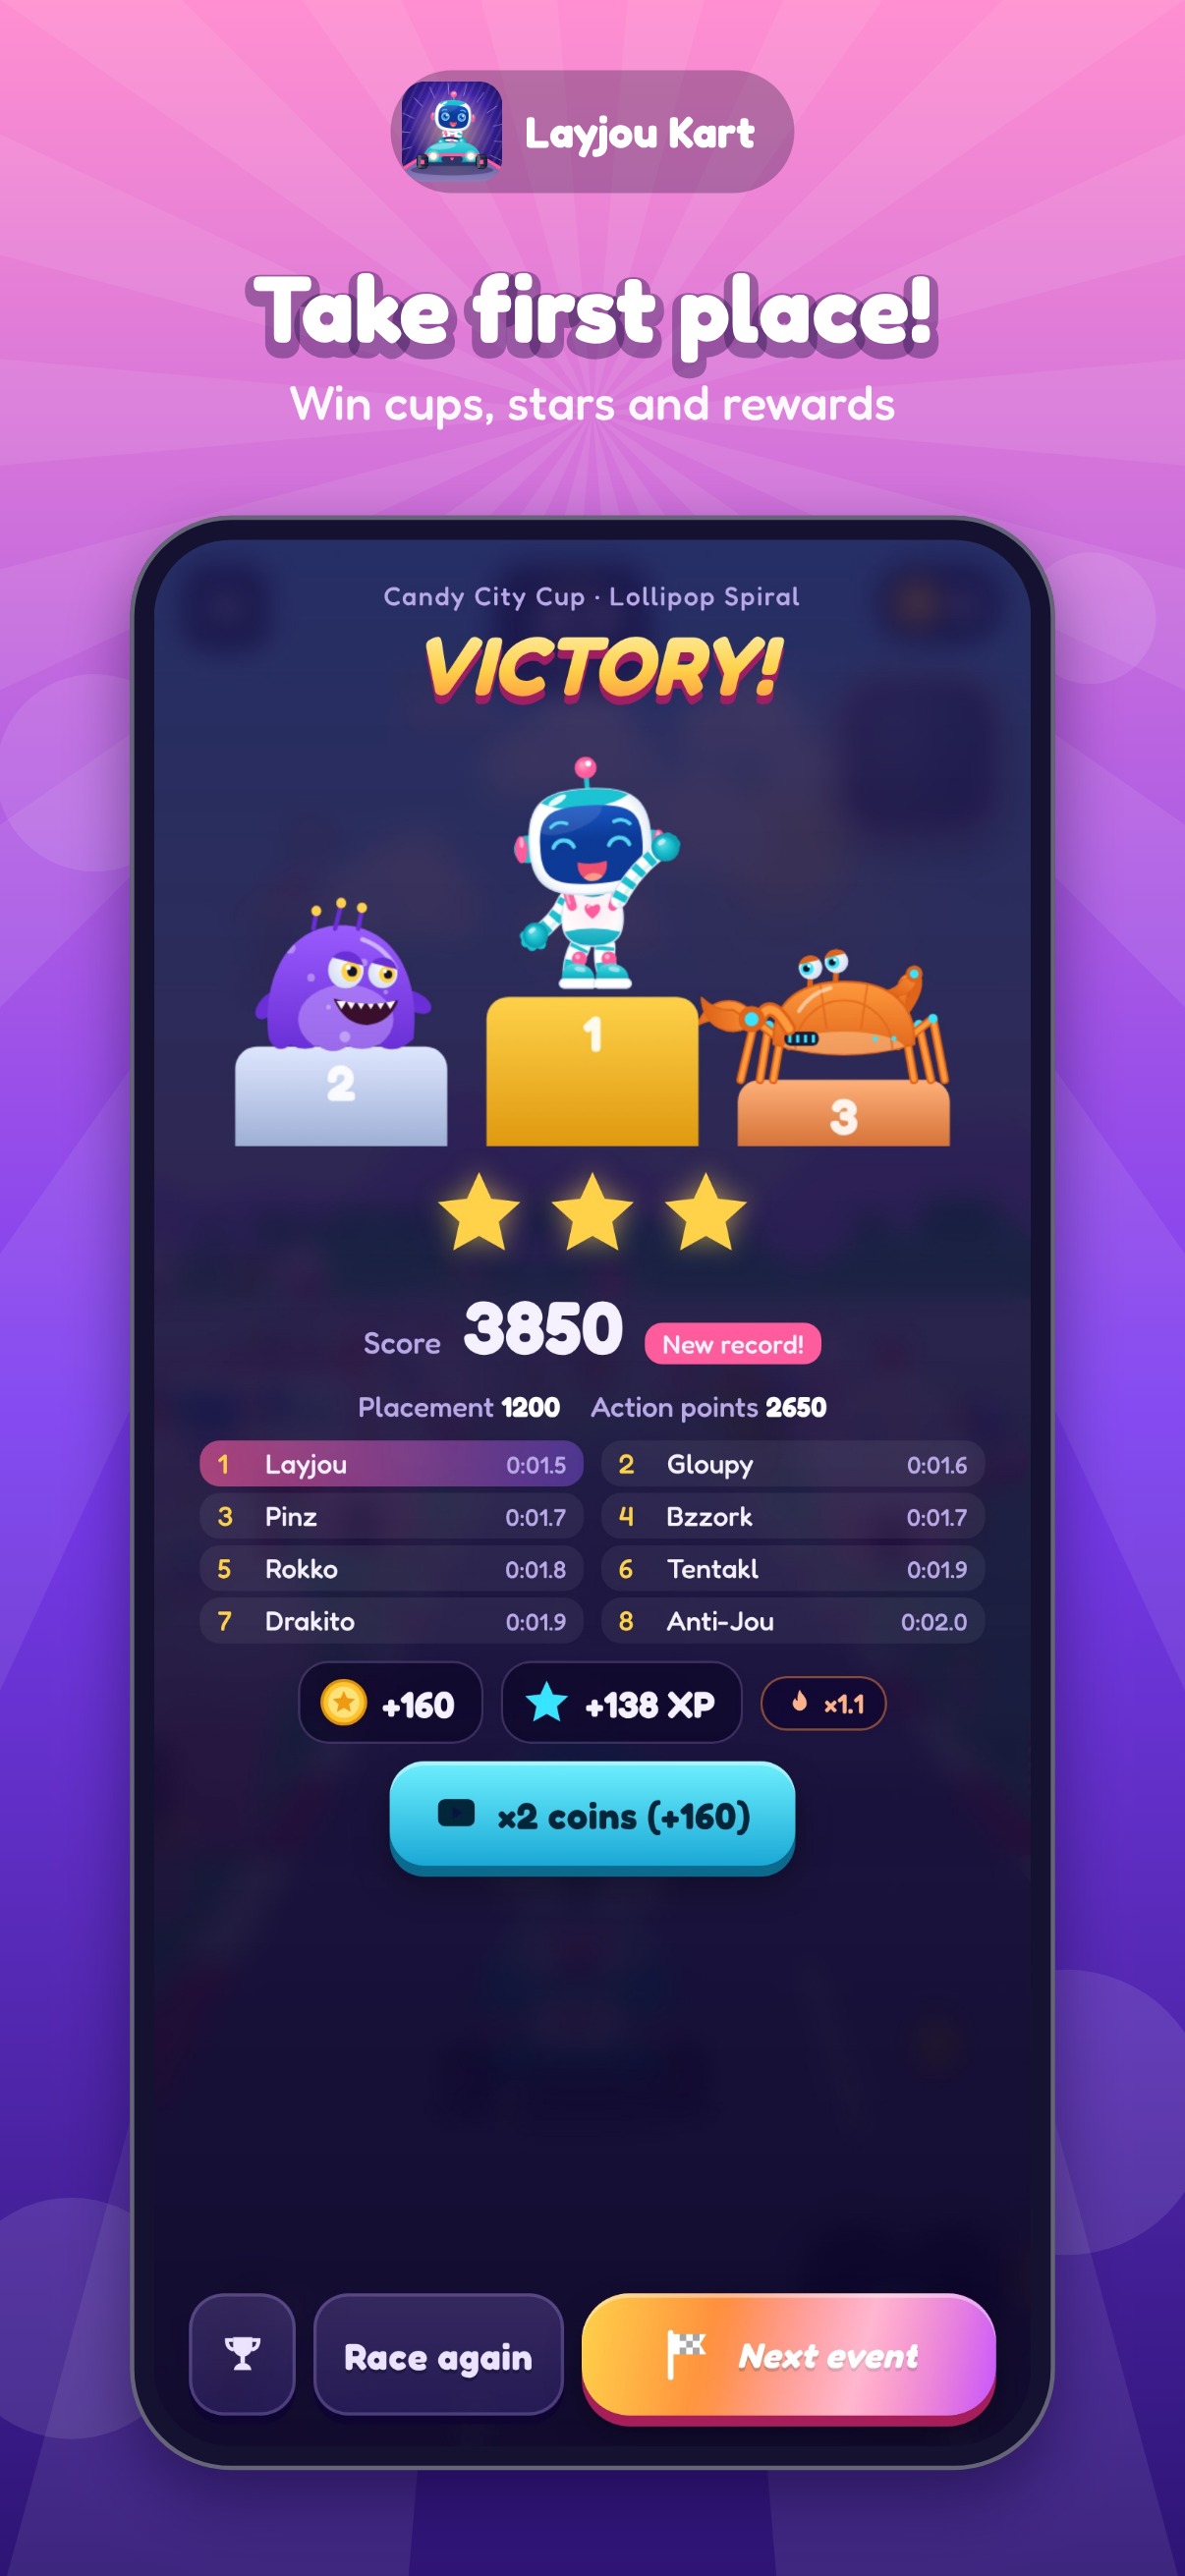 Layjou Kart
Take first place!
Win cups, stars and rewards
Candy City Cup · Lollipop Spiral
VICTORY!
1
2
3
Score 3850 New record!
Placement 1200 Action points 2650
1 Layjou 0:01.5
2 Gloupy 0:01.6
3 Pinz 0:01.7
4 Bzzork 0:01.7
5 Rokko 0:01.8
6 Tentakl 0:01.9
7 Drakito 0:01.9
8 Anti-Jou 0:02.0
+160 +138 XP ×1.1
×2 coins (+160)
Race again Next event